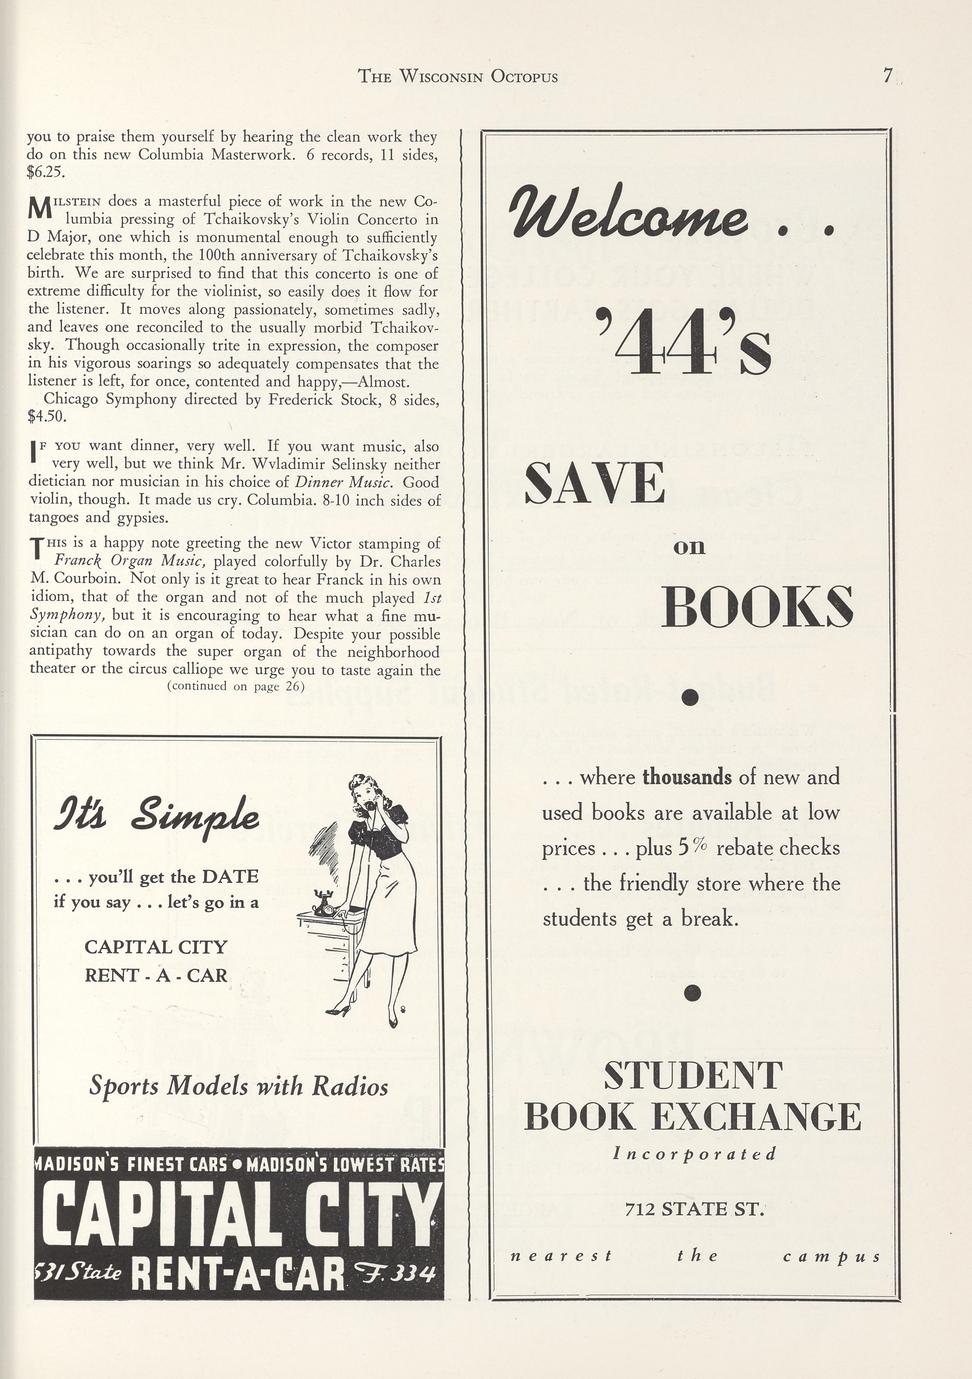 The Wisconsin Octopus
7
you to praise them yourself by hearing the clean work they
do on this new Columbia Masterwork. 6 records, 11 sides,
$6.25.
Milstein does a masterful piece of work in the new Co-
lumbia pressing of Tchaikovsky's Violin Concerto in
D Major, one which is monumental enough to sufficiently
celebrate this month, the 100th anniversary of Tchaikovsky's
birth. We are surprised to find that this concerto is one of
extreme difficulty for the violinist, so easily does it flow for
the listener. It moves along passionately, sometimes sadly,
and leaves one reconciled to the usually morbid Tchaikov-
sky. Though occasionally trite in expression, the composer
in his vigorous soarings so adequately compensates that the
listener is left, for once, contented and happy,—Almost.
Chicago Symphony directed by Frederick Stock, 8 sides,
$4.50.
If you want dinner, very well. If you want music, also
very well, but we think Mr. Wvladimir Selinsky neither
dietician nor musician in his choice of Dinner Music. Good
violin, though. It made us cry. Columbia. 8-10 inch sides of
tangoes and gypsies.
This is a happy note greeting the new Victor stamping of
Franck Organ Music, played colorfully by Dr. Charles
M. Courboin. Not only is it great to hear Franck in his own
idiom, that of the organ and not of the much played 1st
Symphony, but it is encouraging to hear what a fine mu-
sician can do on an organ of today. Despite your possible
antipathy towards the super organ of the neighborhood
theater or the circus calliope we urge you to taste again the
(continued on page 26)
It's Simple
. . . you'll get the DATE
if you say . . . let's go in a
CAPITAL CITY
RENT - A - CAR
Sports Models with Radios
MADISON'S FINEST CARS • MADISON'S LOWEST RATES
CAPITAL CITY
531 State RENT-A-CAR F. 334
Welcome . .
'44's
SAVE
on
BOOKS
. . . where thousands of new and
used books are available at low
prices . . . plus 5% rebate checks
. . . the friendly store where the
students get a break.
STUDENT
BOOK EXCHANGE
Incorporated
712 STATE ST.
nearest the campus